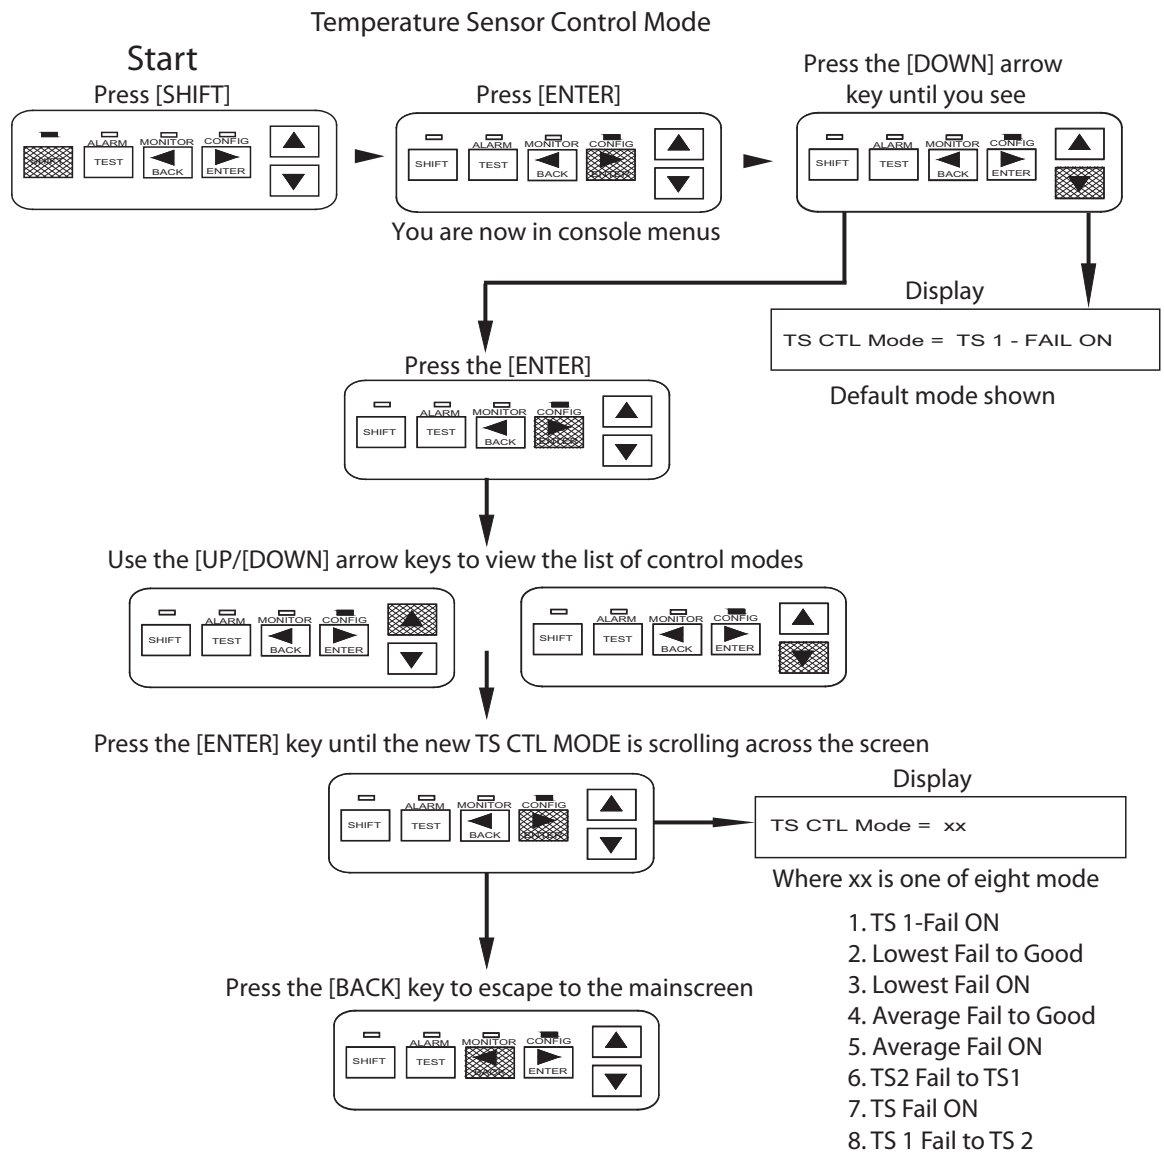 Temperature Sensor Control Mode
Start
Press [SHIFT]
SHIFT
ALARM
TEST
MONITOR
BACK
CONFIG
ENTER
Press [ENTER]
SHIFT
ALARM
TEST
MONITOR
BACK
CONFIG
ENTER
You are now in console menus
Press the [DOWN] arrow
key until you see
SHIFT
ALARM
TEST
MONITOR
BACK
CONFIG
ENTER
Display
TS CTL Mode = TS 1 - FAIL ON
Default mode shown
Press the [ENTER]
SHIFT
ALARM
TEST
MONITOR
BACK
CONFIG
ENTER
Use the [UP/[DOWN] arrow keys to view the list of control modes
SHIFT
ALARM
TEST
MONITOR
BACK
CONFIG
ENTER
SHIFT
ALARM
TEST
MONITOR
BACK
CONFIG
ENTER
Press the [ENTER] key until the new TS CTL MODE is scrolling across the screen
SHIFT
ALARM
TEST
MONITOR
BACK
CONFIG
ENTER
Display
TS CTL Mode = xx
Where xx is one of eight mode
1. TS 1-Fail ON
2. Lowest Fail to Good
3. Lowest Fail ON
4. Average Fail to Good
5. Average Fail ON
6. TS2 Fail to TS1
7. TS Fail ON
8. TS 1 Fail to TS 2
Press the [BACK] key to escape to the mainscreen
SHIFT
ALARM
TEST
MONITOR
BACK
CONFIG
ENTER